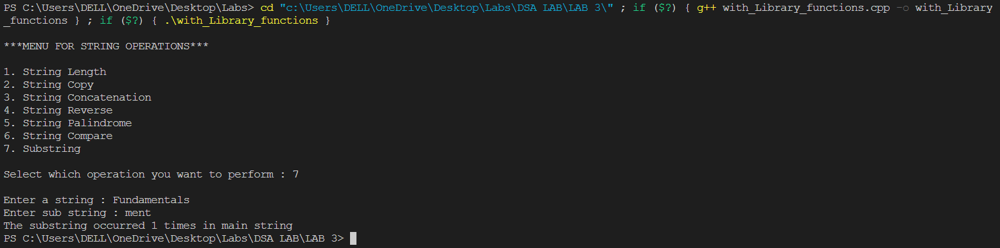 PS C:\Users\DELL\OneDrive\Desktop\Labs> cd "c:\Users\DELL\OneDrive\Desktop\Labs\DSA LAB\LAB 3\" ; if ($?) { g++ with_Library_functions.cpp -o with_Library
_functions } ; if ($?) { .\with_Library_functions }
***MENU FOR STRING OPERATIONS***
1. String Length
2. String Copy
3. String Concatenation
4. String Reverse
5. String Palindrome
6. String Compare
7. Substring
Select which operation you want to perform : 7
Enter a string : Fundamentals
Enter sub string : ment
The substring occurred 1 times in main string
PS C:\Users\DELL\OneDrive\Desktop\Labs\DSA LAB\LAB 3>